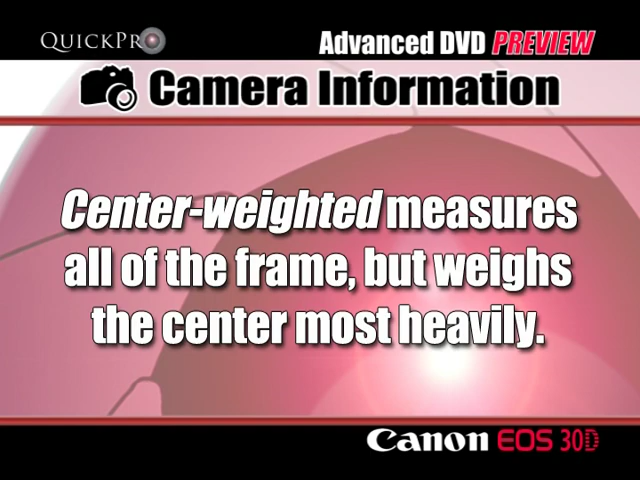 QUICKPRO
Advanced DVD PREVIEW
Camera Information
Center-weighted measures
all of the frame, but weighs
the center most heavily.
Canon EOS 30D